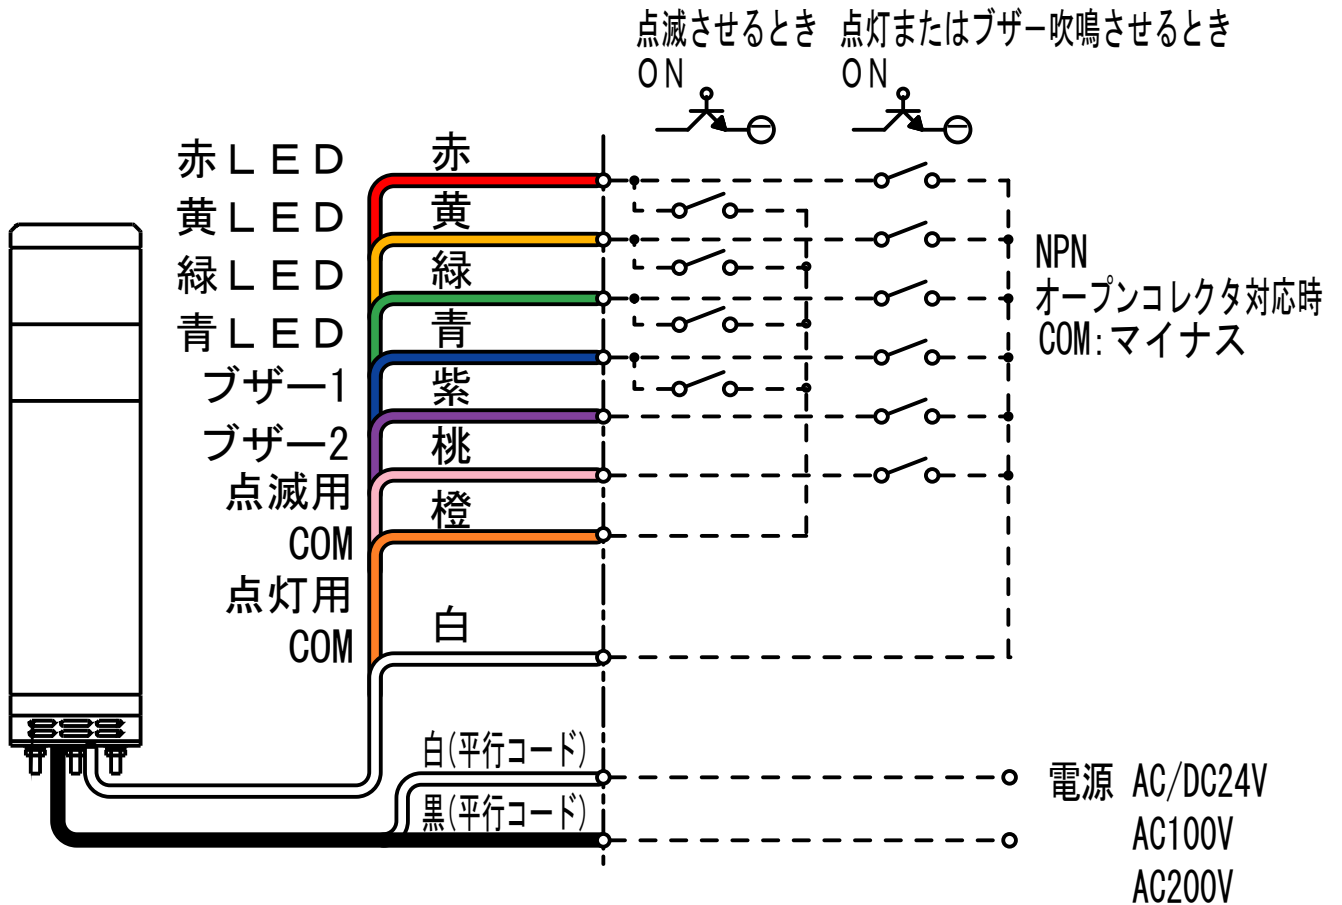 点滅させるとき
ON
点灯またはブザー吹鳴させるとき
ON
赤LED
赤
黄LED
黄
緑LED
緑
青LED
青
ブザー1
紫
ブザー2
桃
点滅用
COM
橙
点灯用
COM
白
NPN
オープンコレクタ対応時
COM:マイナス
白(平行コード)
黒(平行コード)
電源 AC/DC24V
AC100V
AC200V